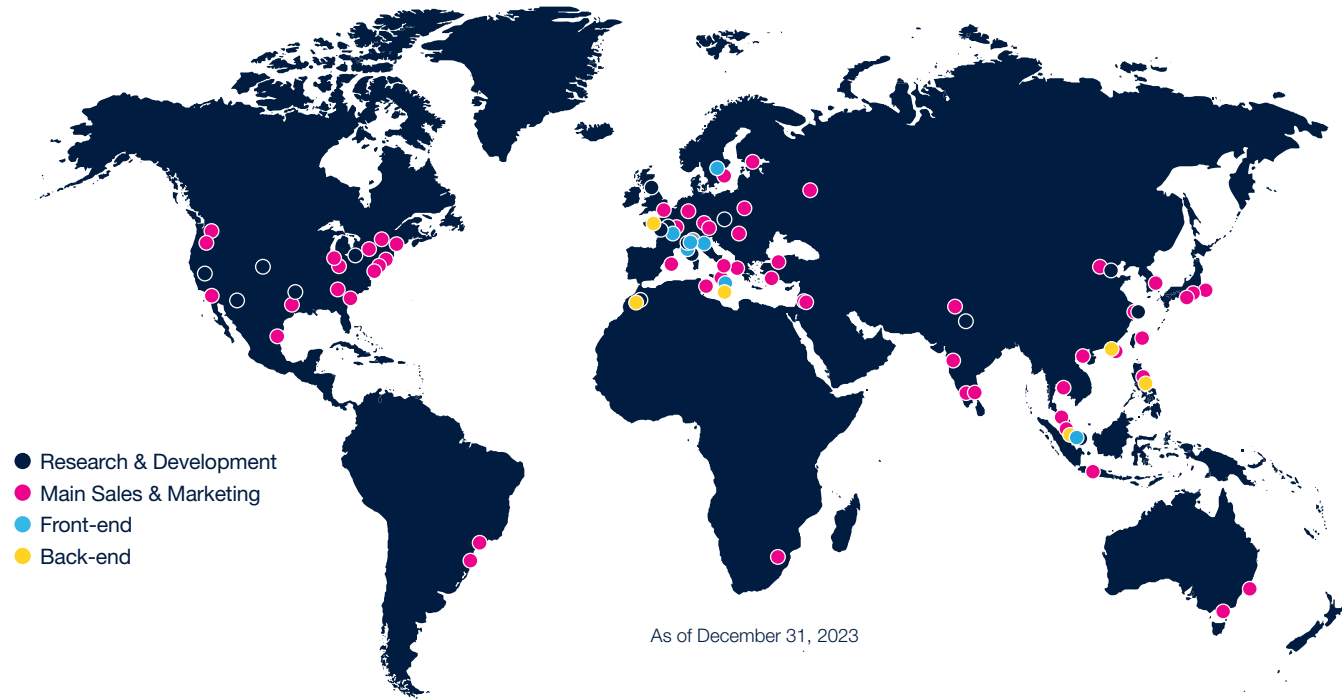 Research & Development
Main Sales & Marketing
Front-end
Back-end
As of December 31, 2023